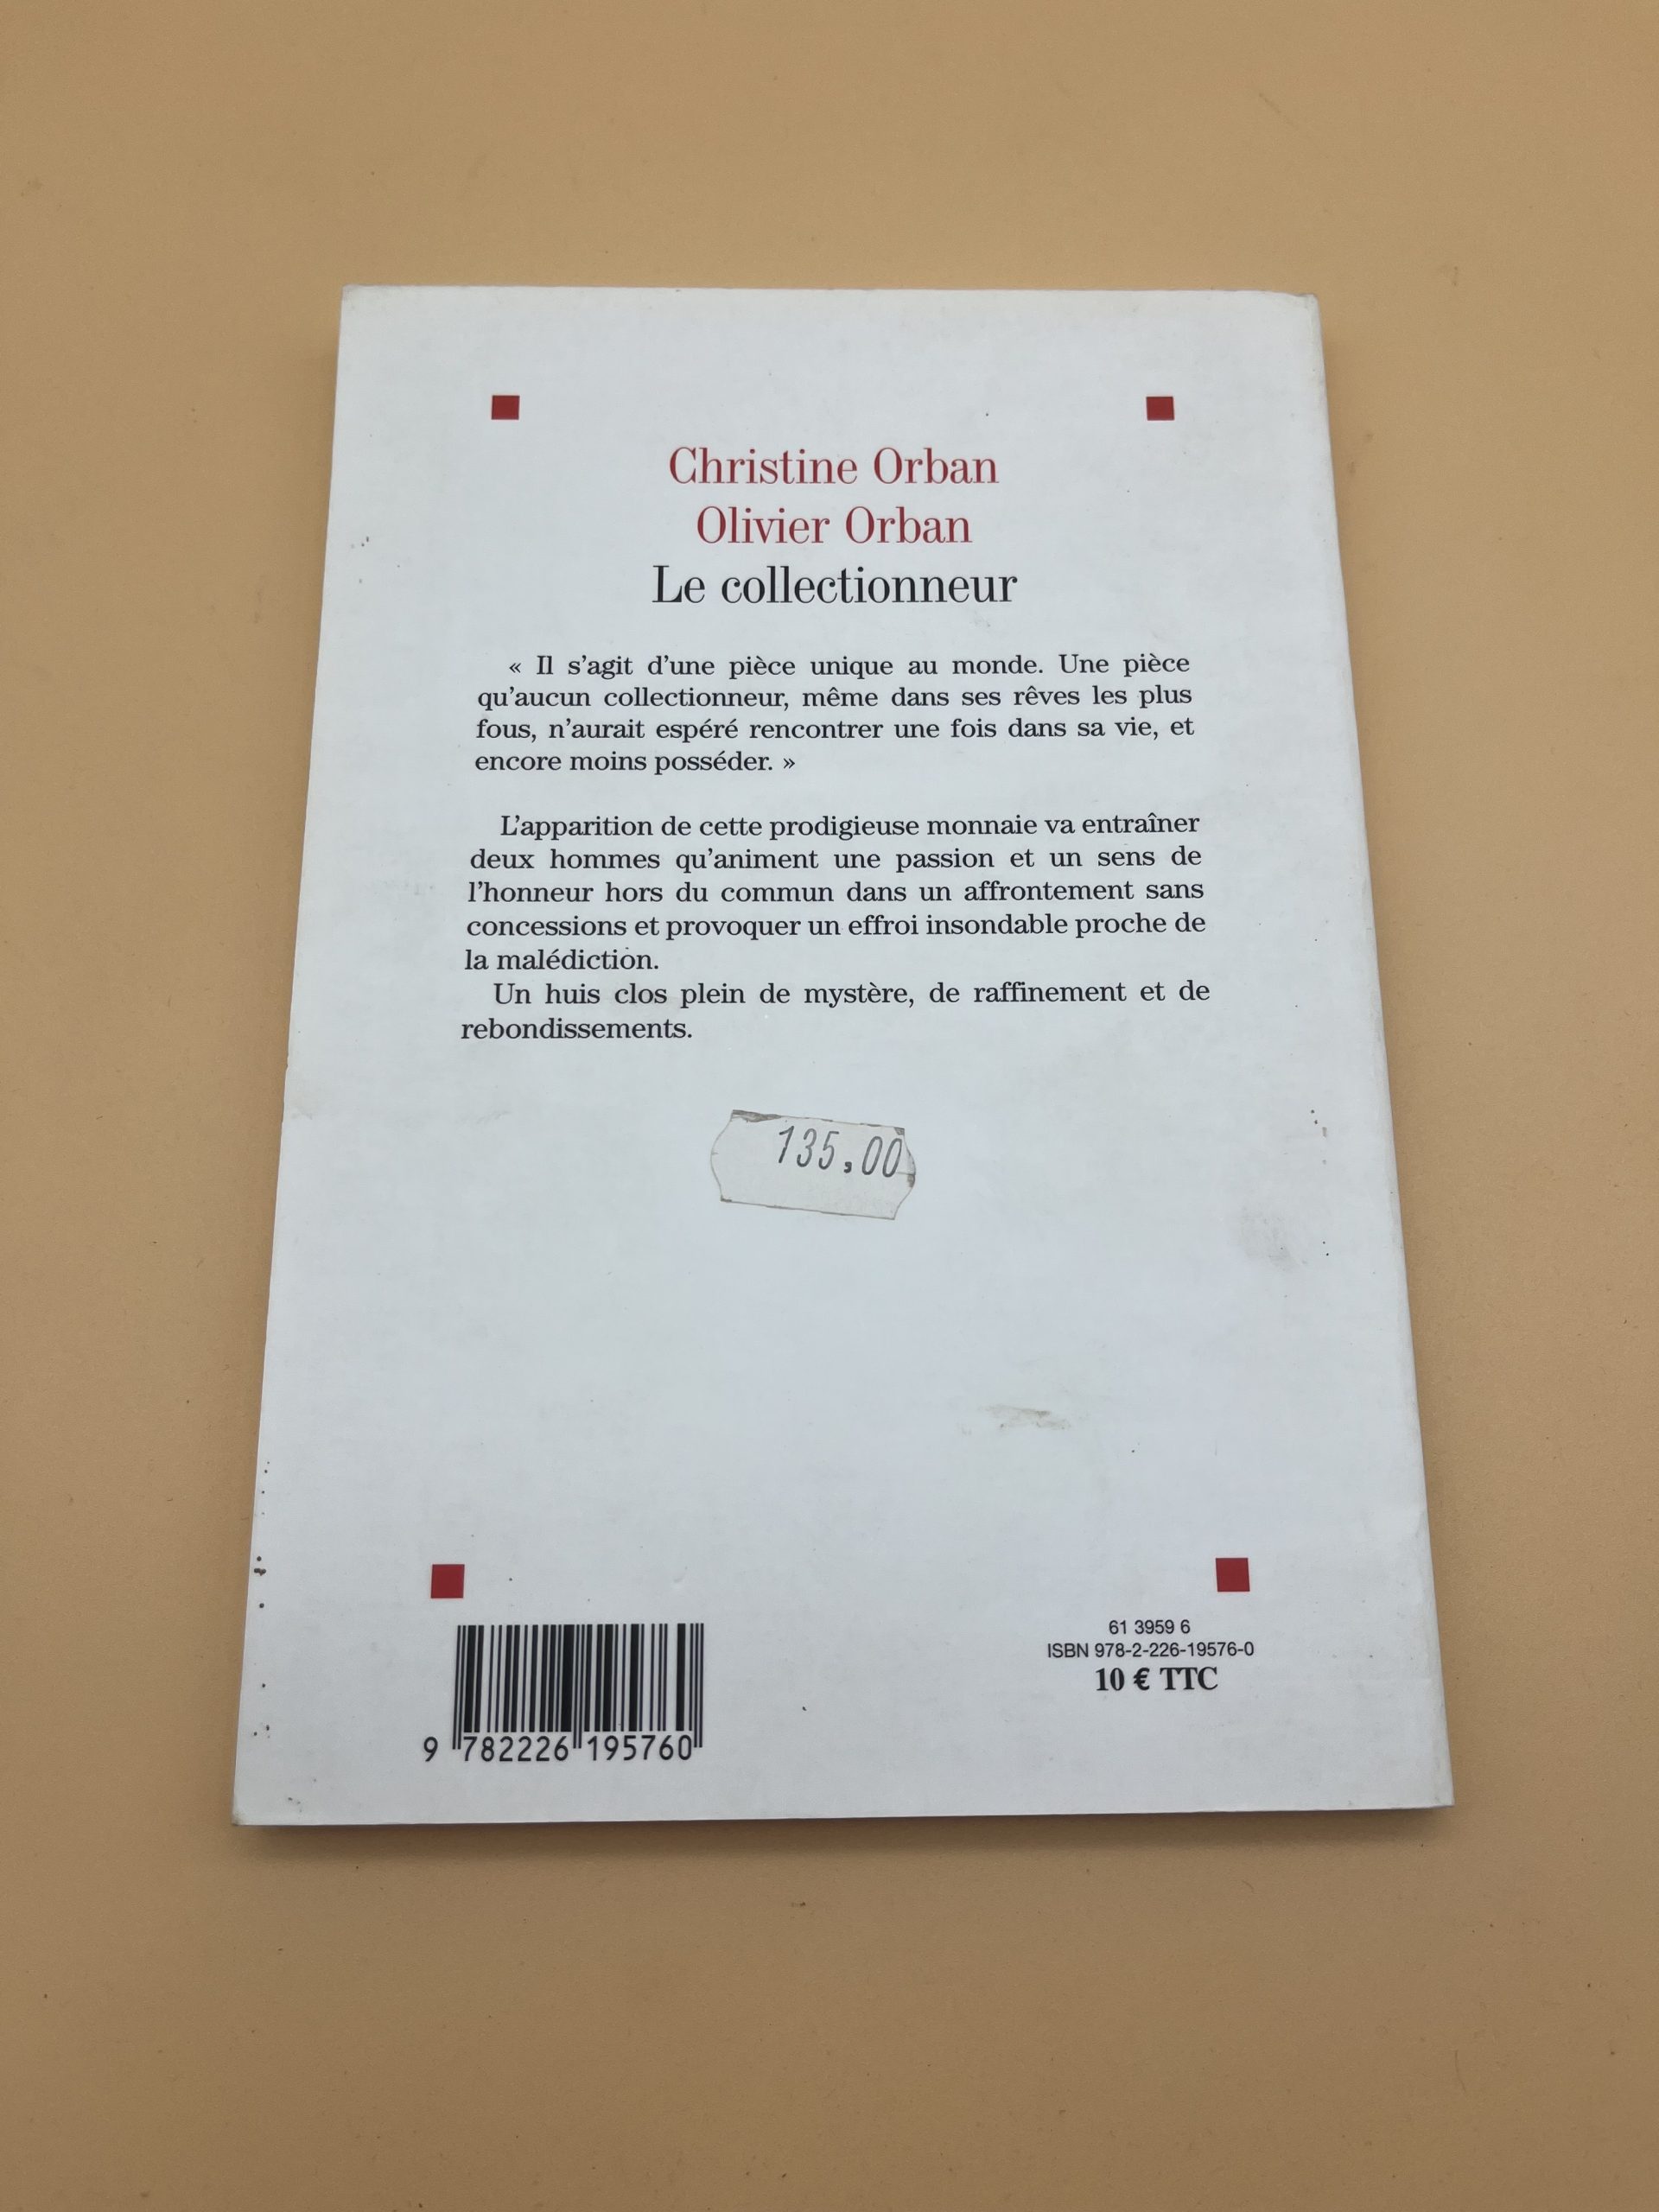 Christine Orban
Olivier Orban
Le collectionneur
« Il s'agit d'une pièce unique au monde. Une pièce
qu'aucun collectionneur, même dans ses rêves les plus
fous, n'aurait espéré rencontrer une fois dans sa vie, et
encore moins posséder. »
L'apparition de cette prodigieuse monnaie va entraîner
deux hommes qu'animent une passion et un sens de
l'honneur hors du commun dans un affrontement sans
concessions et provoquer un effroi insondable proche de
la malédiction.
Un huis clos plein de mystère, de raffinement et de
rebondissements.
135.00
61 3959 6
ISBN 978-2-226-19576-0
10 € TTC
9 782226 195760